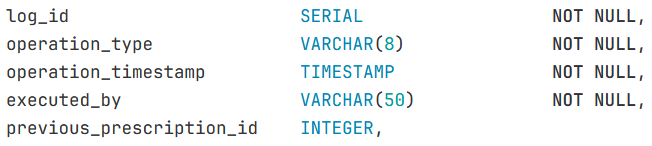 log_id SERIAL NOT NULL,
operation_type VARCHAR(8) NOT NULL,
operation_timestamp TIMESTAMP NOT NULL,
executed_by VARCHAR(50) NOT NULL,
previous_prescription_id INTEGER,